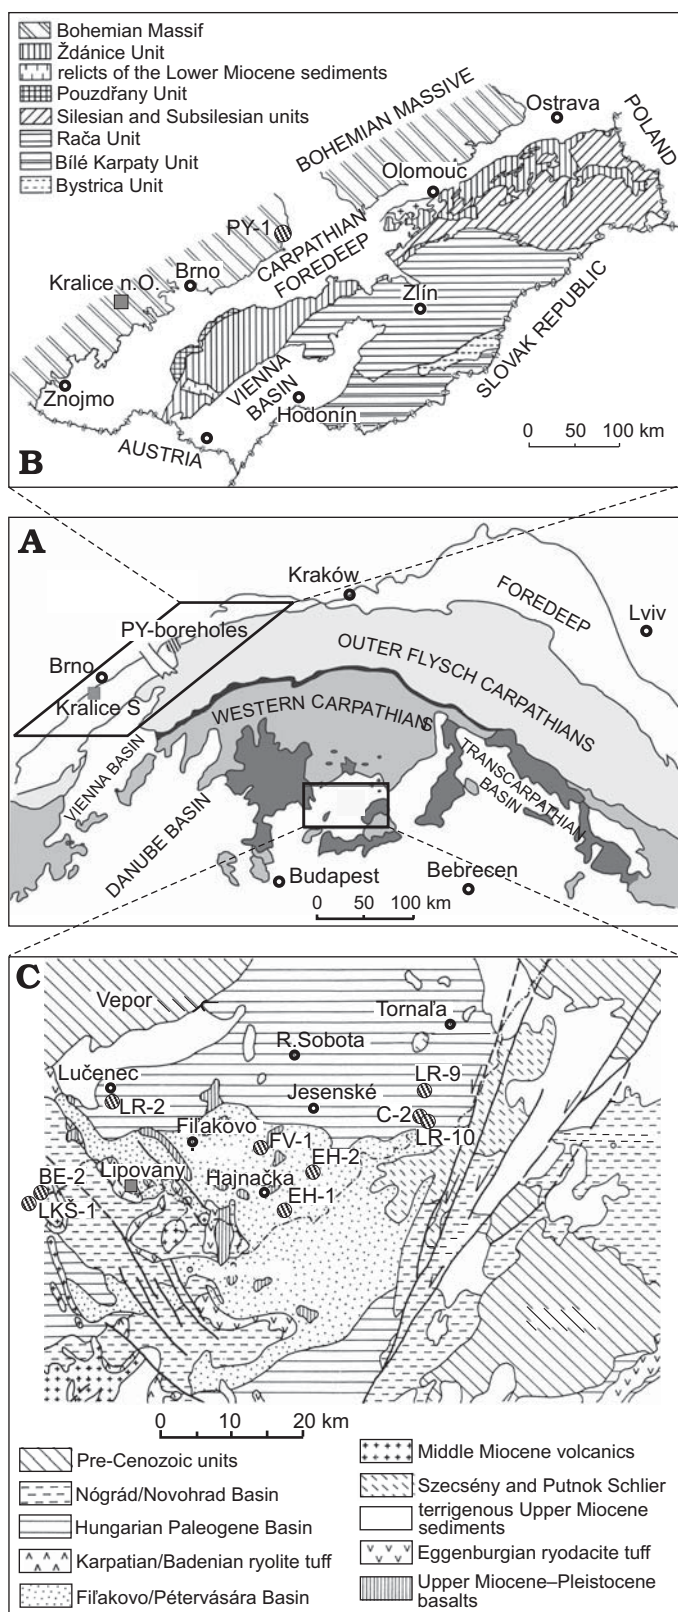 Bohemian Massif
Ždánice Unit
relicts of the Lower Miocene sediments
Pouzdřany Unit
Silesian and Subsilesian units
Rača Unit
Bílé Karpaty Unit
Bystrica Unit
BOHEMIAN MASSIVE
Ostrava
POLAND
Olomouc
PY-1
CARPATHIAN
FOREDEEP
Brno
Kralice n.O.
Zlín
SLOVAK REPUBLIC
VIENNA
BASIN
Znojmo
Hodonín
AUSTRIA
0 50 100 km
B
A
Kraków
FOREDEEP
Lviv
PY-boreholes
OUTER FLYSCH CARPATHIANS
Brno
Kralice S
WESTERN CARPATHIANS
VIENNA BASIN
TRANSCARPATHIAN
BASIN
DANUBE BASIN
Budapest
Bebrecen
0 50 100 km
C
Vepor
Tornaľa
R.Sobota
Lučenec
LR-9
Jesenské
LR-2
C-2
Fiľakovo
FV-1
LR-10
EH-2
BE-2
Lipovany
Hajnačka
LKŠ-1
EH-1
0 10 20 km
Pre-Cenozoic units
Nógrád/Novohrad Basin
Hungarian Paleogene Basin
Karpatian/Badenian ryolite tuff
Fiľakovo/Pétervására Basin
Middle Miocene volcanics
Szecsény and Putnok Schlier
terrigenous Upper Miocene
sediments
Eggenburgian ryodacite tuff
Upper Miocene–Pleistocene
basalts